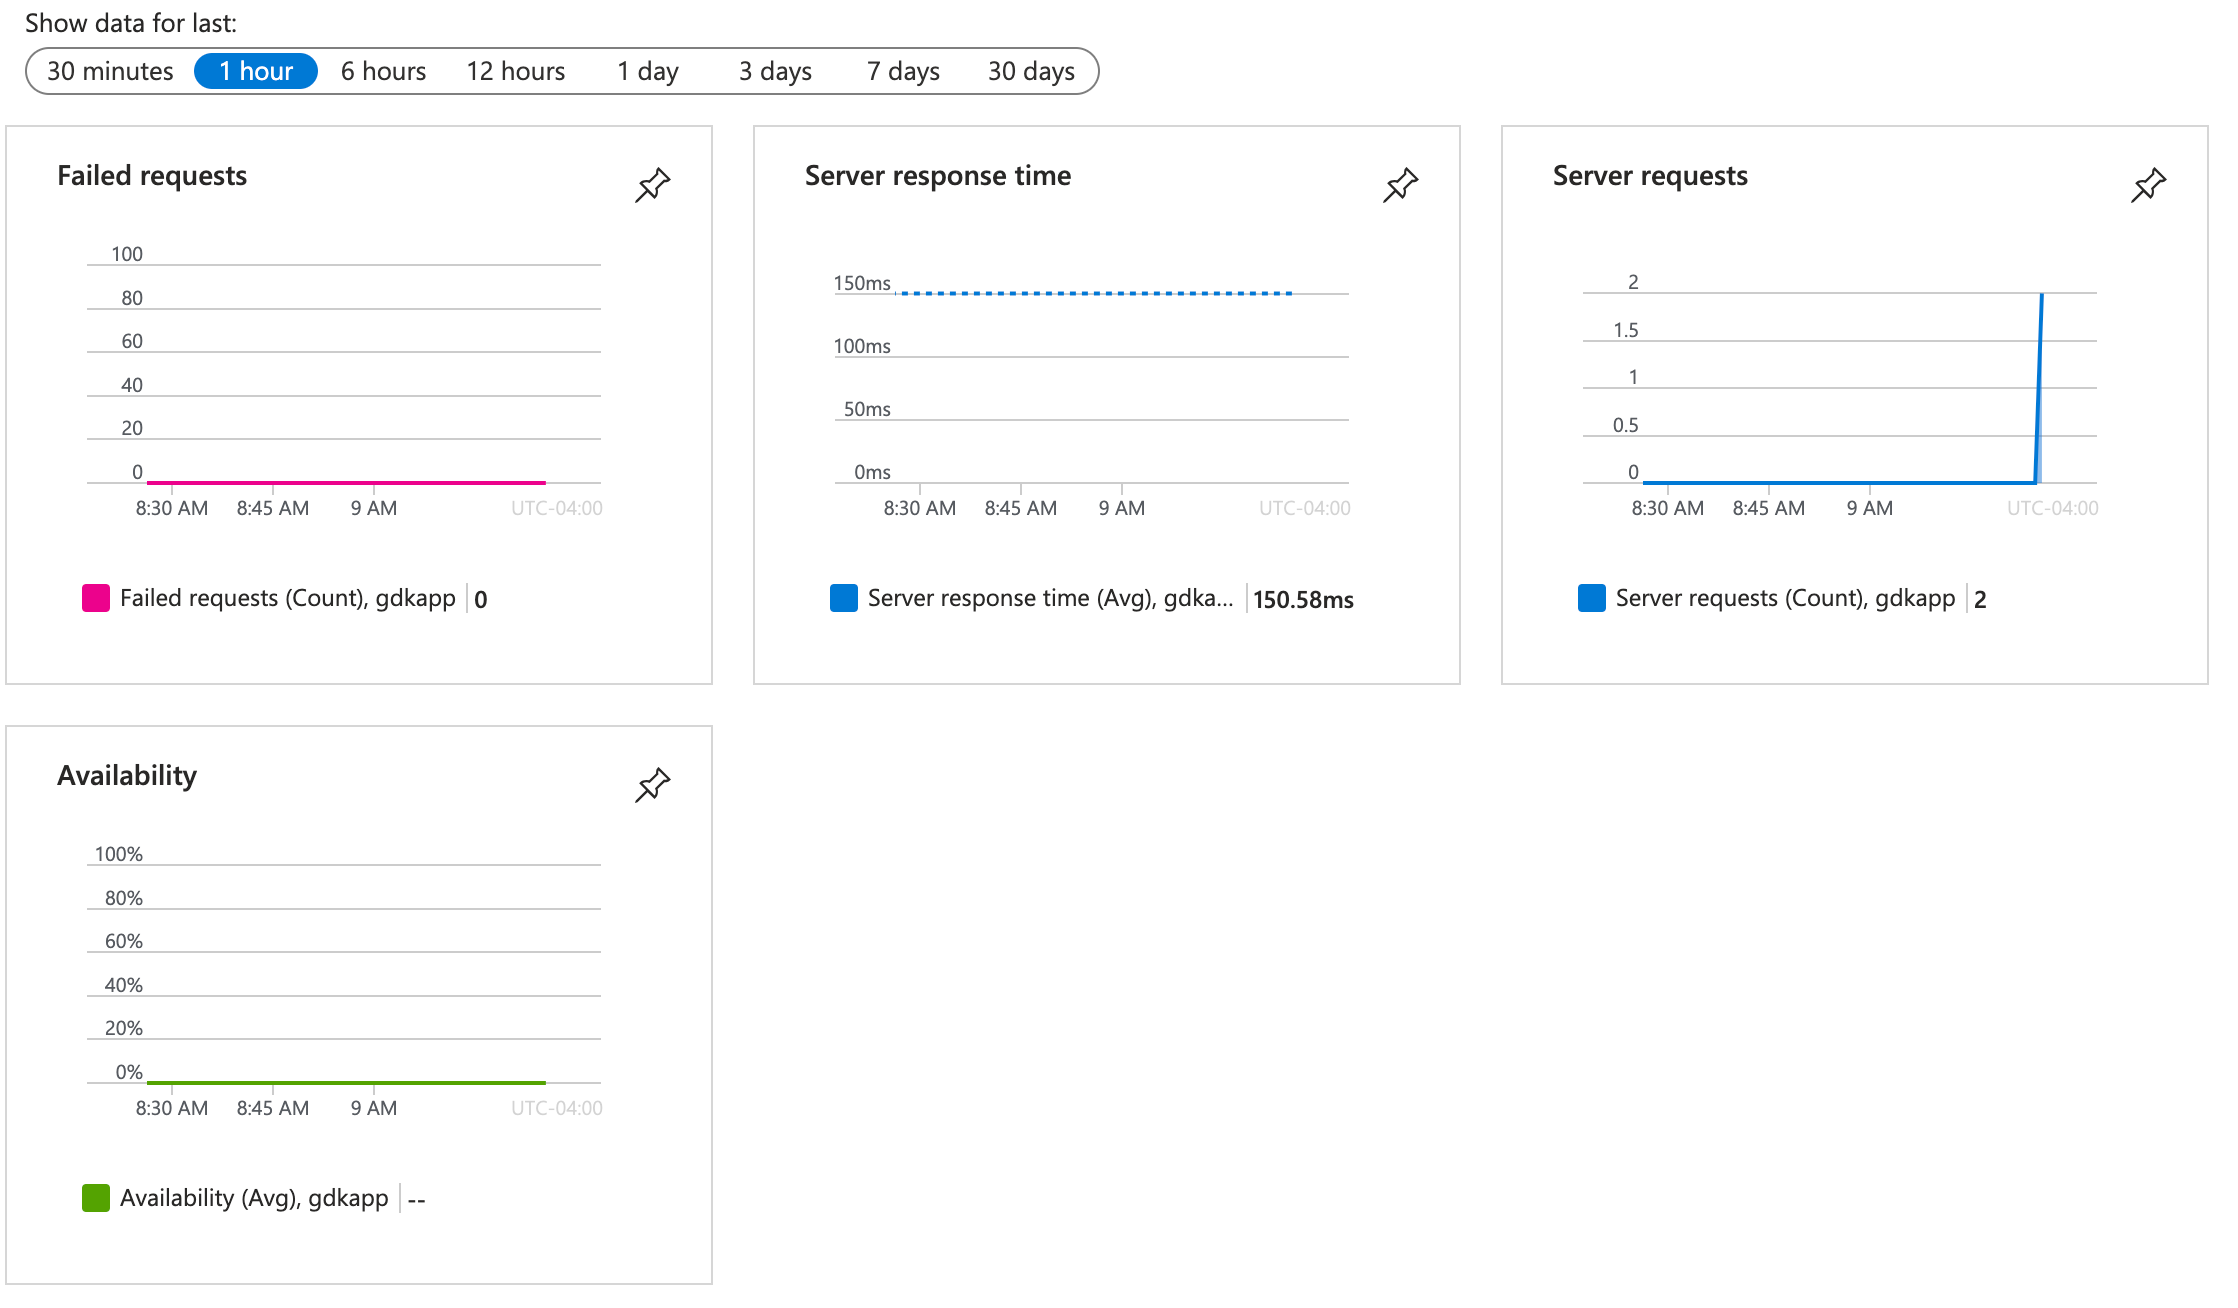 Show data for last:
30 minutes 1 hour 6 hours 12 hours 1 day 3 days 7 days 30 days
Failed requests
100
80
60
40
20
0
8:30 AM 8:45 AM 9 AM UTC-04:00
Failed requests (Count), gdkapp 0
Server response time
150ms
100ms
50ms
0ms
8:30 AM 8:45 AM 9 AM UTC-04:00
Server response time (Avg), gdka... 150.58ms
Server requests
2
1.5
1
0.5
0
8:30 AM 8:45 AM 9 AM UTC-04:00
Server requests (Count), gdkapp 2
Availability
100%
80%
60%
40%
20%
0%
8:30 AM 8:45 AM 9 AM UTC-04:00
Availability (Avg), gdkapp --